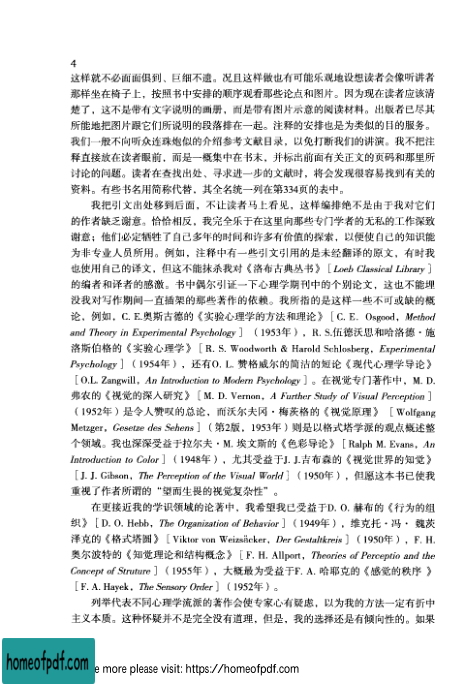 4
这样就不必面面俱到、巨细不遗。况且这样做也有可能乐观地设想读者会像听讲者
那样坐在椅子上,按照书中安排的顺序观看那些论点和图片。因为现在读者应该清
楚了,这不是带有文字说明的画册,而是带有图片示意的阅读材料。出版者已尽其
所能地把图片跟它们所说明的段落排在一起。注释的安排也是为类似的目的服务。
我们一般不向听众连珠炮似的介绍参考文献目录,以免打断我们的讲演。我不把注
释直接放在读者眼前,而是一概集中在书末,并标出前面有关正文的页码和那里所
讨论的问题。读者在查找出处、寻求进一步的文献时,将会发现很容易找到有关的
资料。有些书名用简称代替,其全名统一列在第334页的表中。
我把引文出处移到后面,不让读者马上看见,这样编排绝不是由于我对它们
的作者缺乏谢意。恰恰相反,我完全乐于在这里向那些专门学者的无私的工作深致
谢意;他们必定牺牲了自己多年的时间和许多有价值的探索,以便使自己的知识能
为非专业人员所用。例如,注释中有一些引文引用的是未经翻译的原文,有时我
也使用自己的译文,但这不能抹杀我对《洛布古典丛书》[Loeb Classical Library]
的编者和译者的感激。书中偶尔引证一下心理学期刊中的个别论文,这也不能埋
没我对写作期间一直插架的那些著作的依赖。我所指的是这样一些不可或缺的概
论,例如,C. E.奥斯古德的《实验心理学的方法和理论》[C. E. Osgood, Method
and Theory in Experimental Psychology](1953年),R. S.伍德沃思和哈洛德·施
洛斯伯格的《实验心理学》[R. S. Woodworth & Harold Schlosberg, Experimental
Psychology](1954年),还有O. L. 赞格威尔的简洁的短论《现代心理学导论》
[O.L. Zangwill, An Introduction to Modern Psychology]。在视觉专门著作中,M. D.
弗农的《视觉的深入研究》[M. D. Vernon, A Further Study of Visual Perception]
(1952年)是令人赞叹的总论,而沃尔夫冈·梅茨格的《视觉原理》 [Wolfgang
Metzger, Gesetze des Sehens](第2版,1953年)则是以格式塔学派的观点概述整
个领域。我也深深受益于拉尔夫·M. 埃文斯的《色彩导论》[Ralph M. Evans, An
Introduction to Color](1948年),尤其受益于J. J.吉布森的《视觉世界的知觉》
[J. J. Gibson, The Perception of the Visual World](1950年),但愿这本书已使我
重视了作者所谓的“望而生畏的视觉复杂性”。
在更接近我的学识领域的论著中,我希望我已受益于D. O. 赫布的《行为的组
织》[D. O. Hebb, The Organization of Behavior](1949年),维克托·冯· 魏茨
泽克的《格式塔圈》[Viktor von Weizsäcker, Der Gestaltkreis](1950年),F. H.
奥尔波特的《知觉理论和结构概念》[F. H. Allport, Theories of Perceptio and the
Concept of Struture](1955年),大概最为受益于F. A. 哈耶克的《感觉的秩序 》
[F. A. Hayek, The Sensory Order](1952年)。
列举代表不同心理学流派的著作会使专家心有疑虑,以为我的方法一定有折中
主义本质。这种怀疑并不是完全没有道理,但是,我的选择还是有倾向性的。如果
homeofpdf.com
e more please visit: https://homeofpdf.com